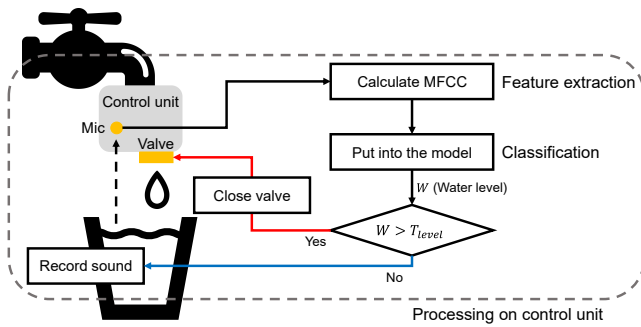 Control unit
Mic
Valve
Calculate MFCC
Feature extraction
Put into the model
Classification
W (Water level)
Close valve
W > T_level
Yes
No
Record sound
Processing on control unit